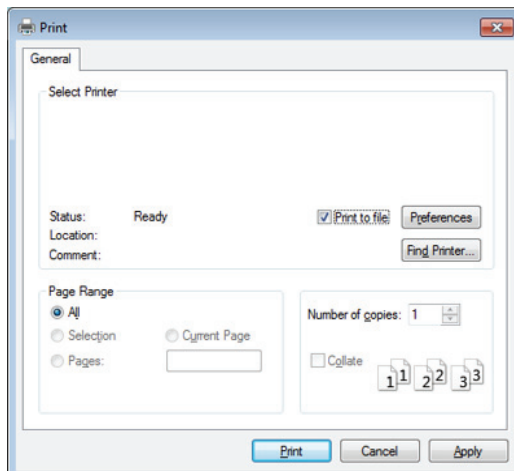 Print
General
Select Printer
Status: Ready
Print to file
Preferences
Location:
Comment:
Find Printer...
Page Range
All
Selection
Current Page
Pages:
Number of copies: 1
Collate
1 1 2 2 3 3
Print Cancel Apply